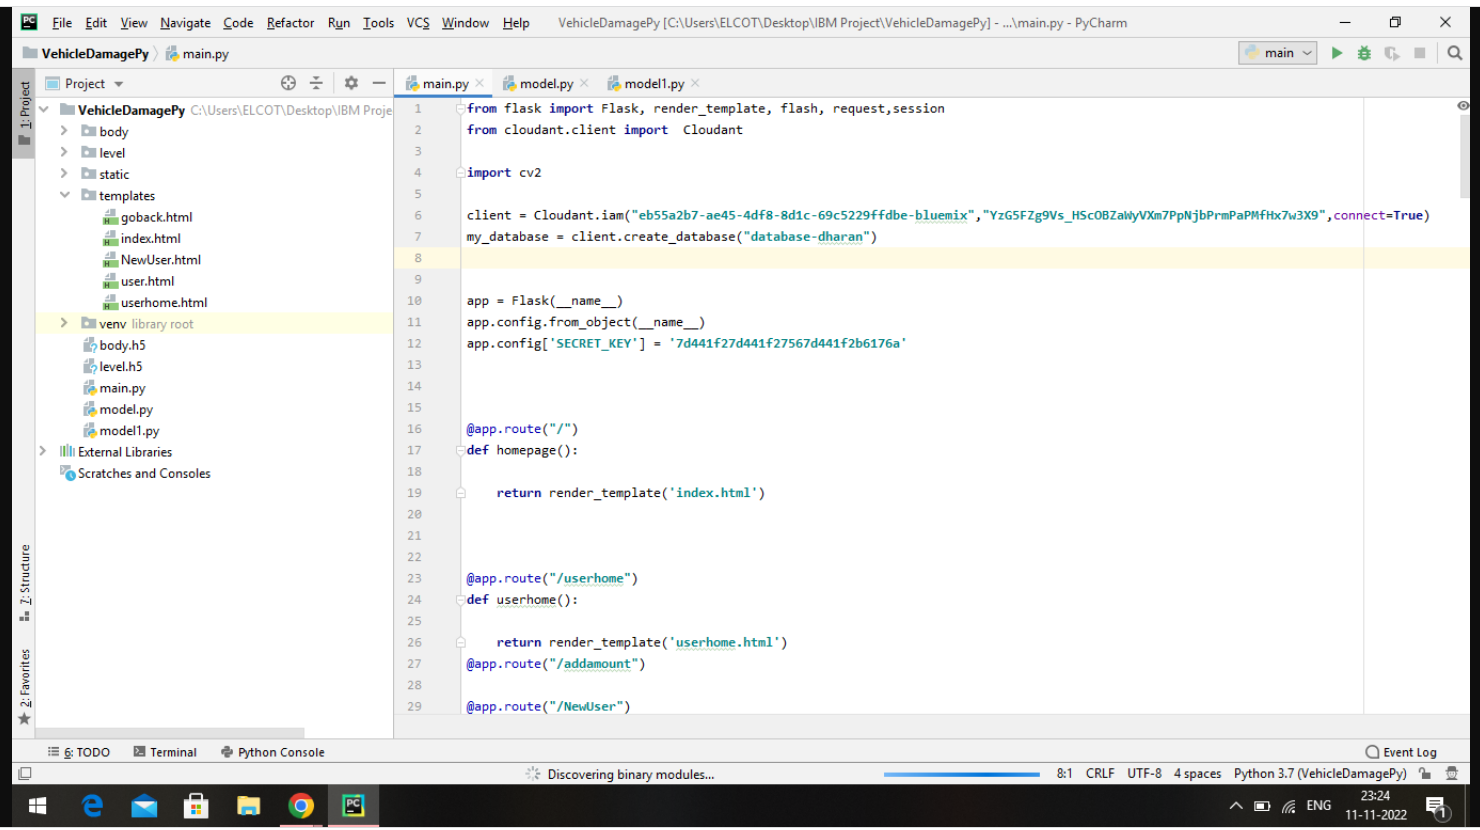 File Edit View Navigate Code Refactor Run Tools VCS Window Help VehicleDamagePy [C:\Users\ELCOT\Desktop\IBM Project\VehicleDamagePy] - ...\main.py - PyCharm
VehicleDamagePy main.py main
1: Project
Project
main.py model.py model1.py
VehicleDamagePy C:\Users\ELCOT\Desktop\IBM Proje
body
level
static
templates
goback.html
index.html
NewUser.html
user.html
userhome.html
venv library root
body.h5
level.h5
main.py
model.py
model1.py
External Libraries
Scratches and Consoles
1 from flask import Flask, render_template, flash, request,session
2 from cloudant.client import  Cloudant
3
4 import cv2
5
6 client = Cloudant.iam("eb55a2b7-ae45-4df8-8d1c-69c5229ffdbe-bluemix","YzG5FZg9Vs_HScOBZaWyVXm7PpNjbPrmPaPMfHx7w3X9",connect=True)
7 my_database = client.create_database("database-dharan")
8
9
10 app = Flask(__name__)
11 app.config.from_object(__name__)
12 app.config['SECRET_KEY'] = '7d441f27d441f27567d441f2b6176a'
13
14
15
16 @app.route("/")
17 def homepage():
18
19     return render_template('index.html')
20
21
22
23 @app.route("/userhome")
24 def userhome():
25
26     return render_template('userhome.html')
27 @app.route("/addamount")
28
29 @app.route("/NewUser")
7: Structure
2: Favorites
6: TODO Terminal Python Console Event Log
Discovering binary modules... 8:1 CRLF UTF-8 4 spaces Python 3.7 (VehicleDamagePy)
ENG 23:24
11-11-2022
1